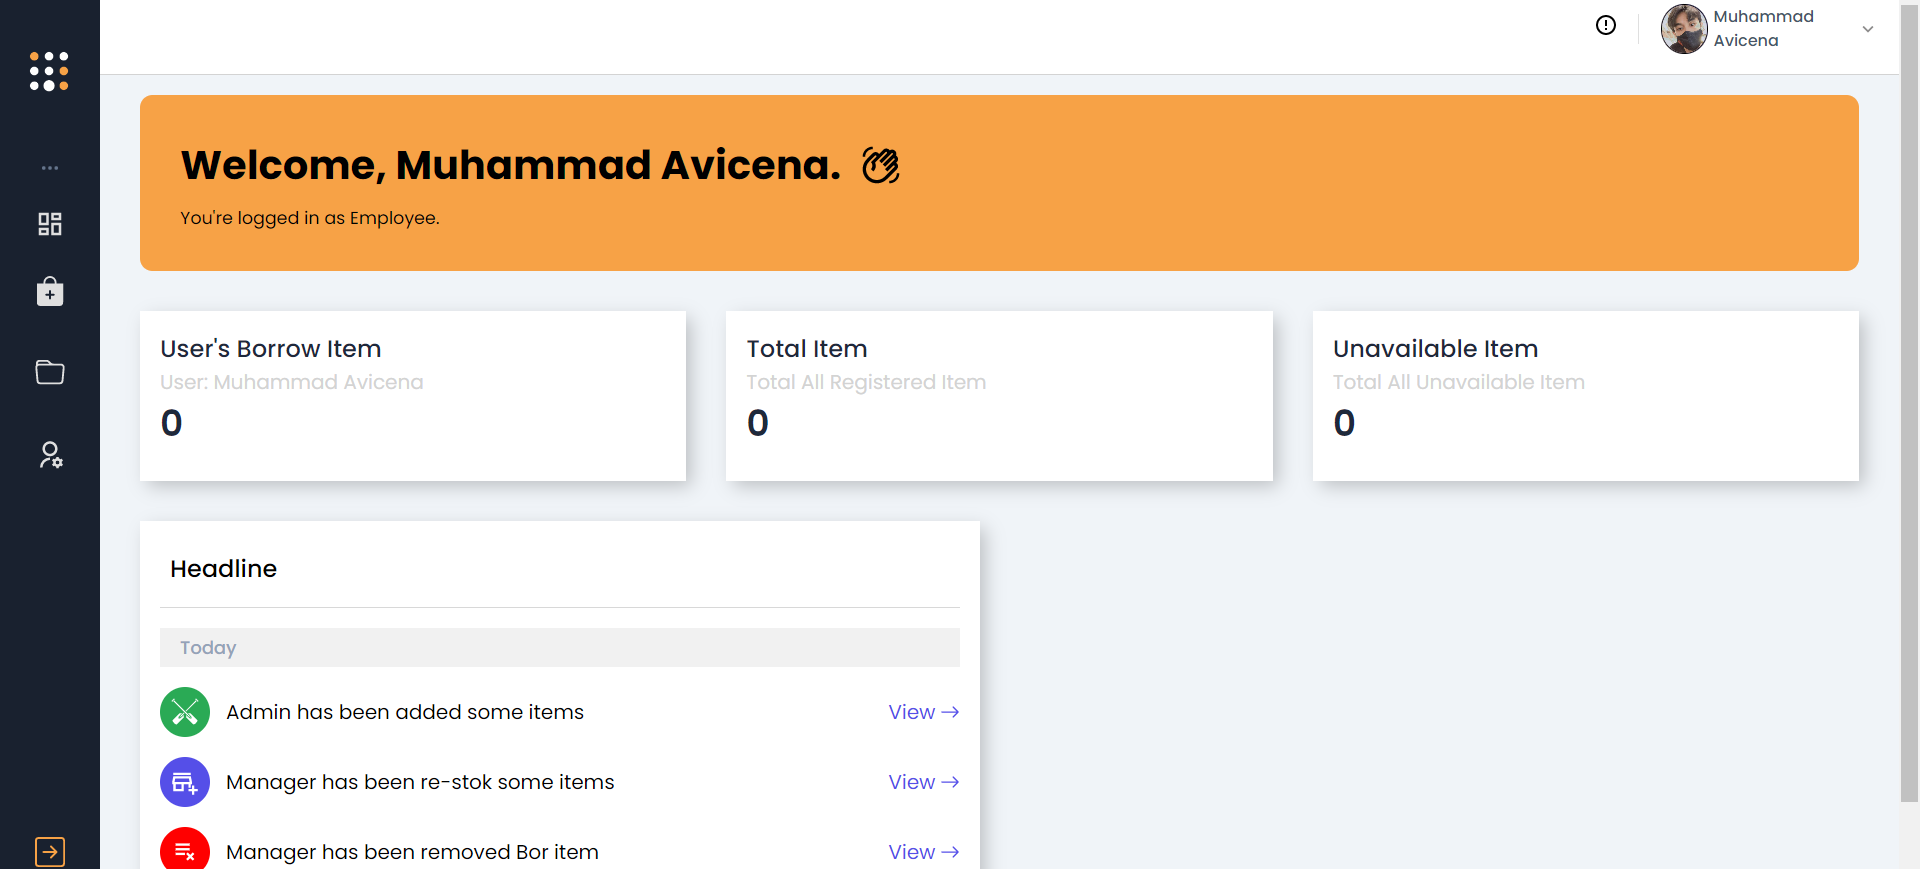 Muhammad
Avicena
Welcome, Muhammad Avicena.
You're logged in as Employee.
User's Borrow Item
User: Muhammad Avicena
0
Total Item
Total All Registered Item
0
Unavailable Item
Total All Unavailable Item
0
Headline
Today
Admin has been added some items
View →
Manager has been re-stok some items
View →
Manager has been removed Bor item
View →